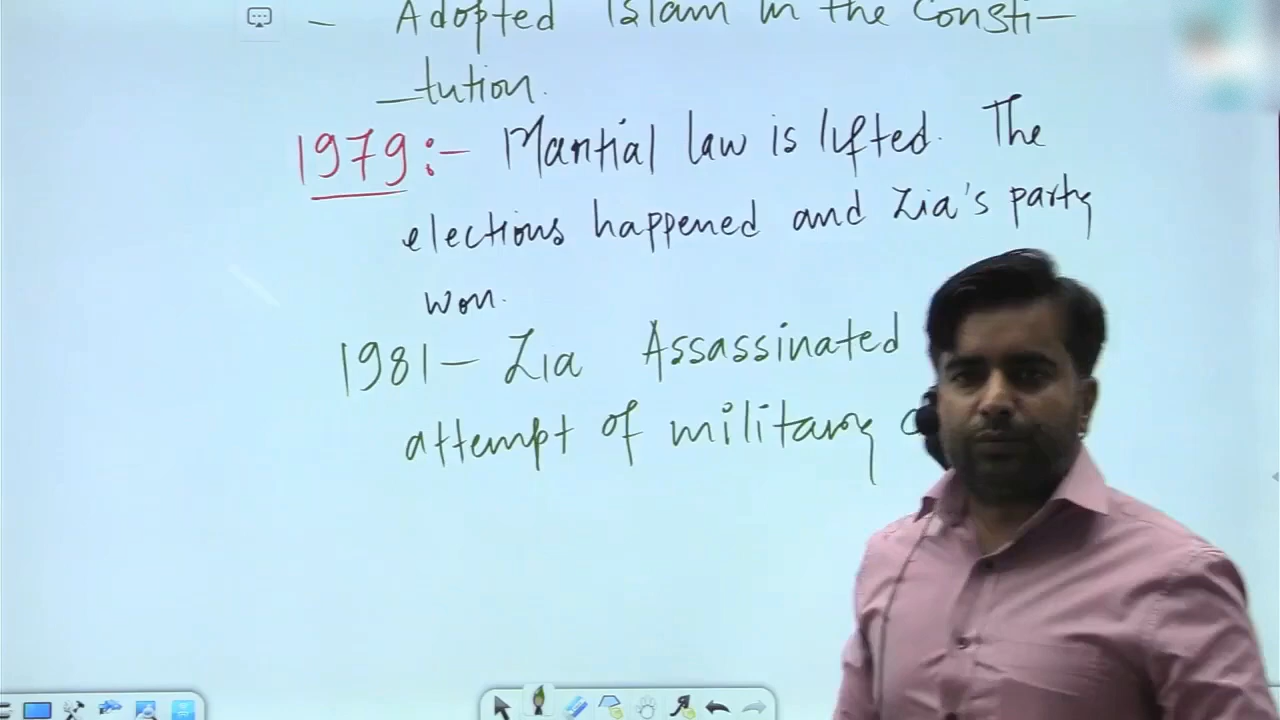 – Adopted Islam in the Consti-
-tution.
1979:- Martial law is lifted. The
elections happened and Zia's party
won.
1981- Zia Assassinated
attempt of military